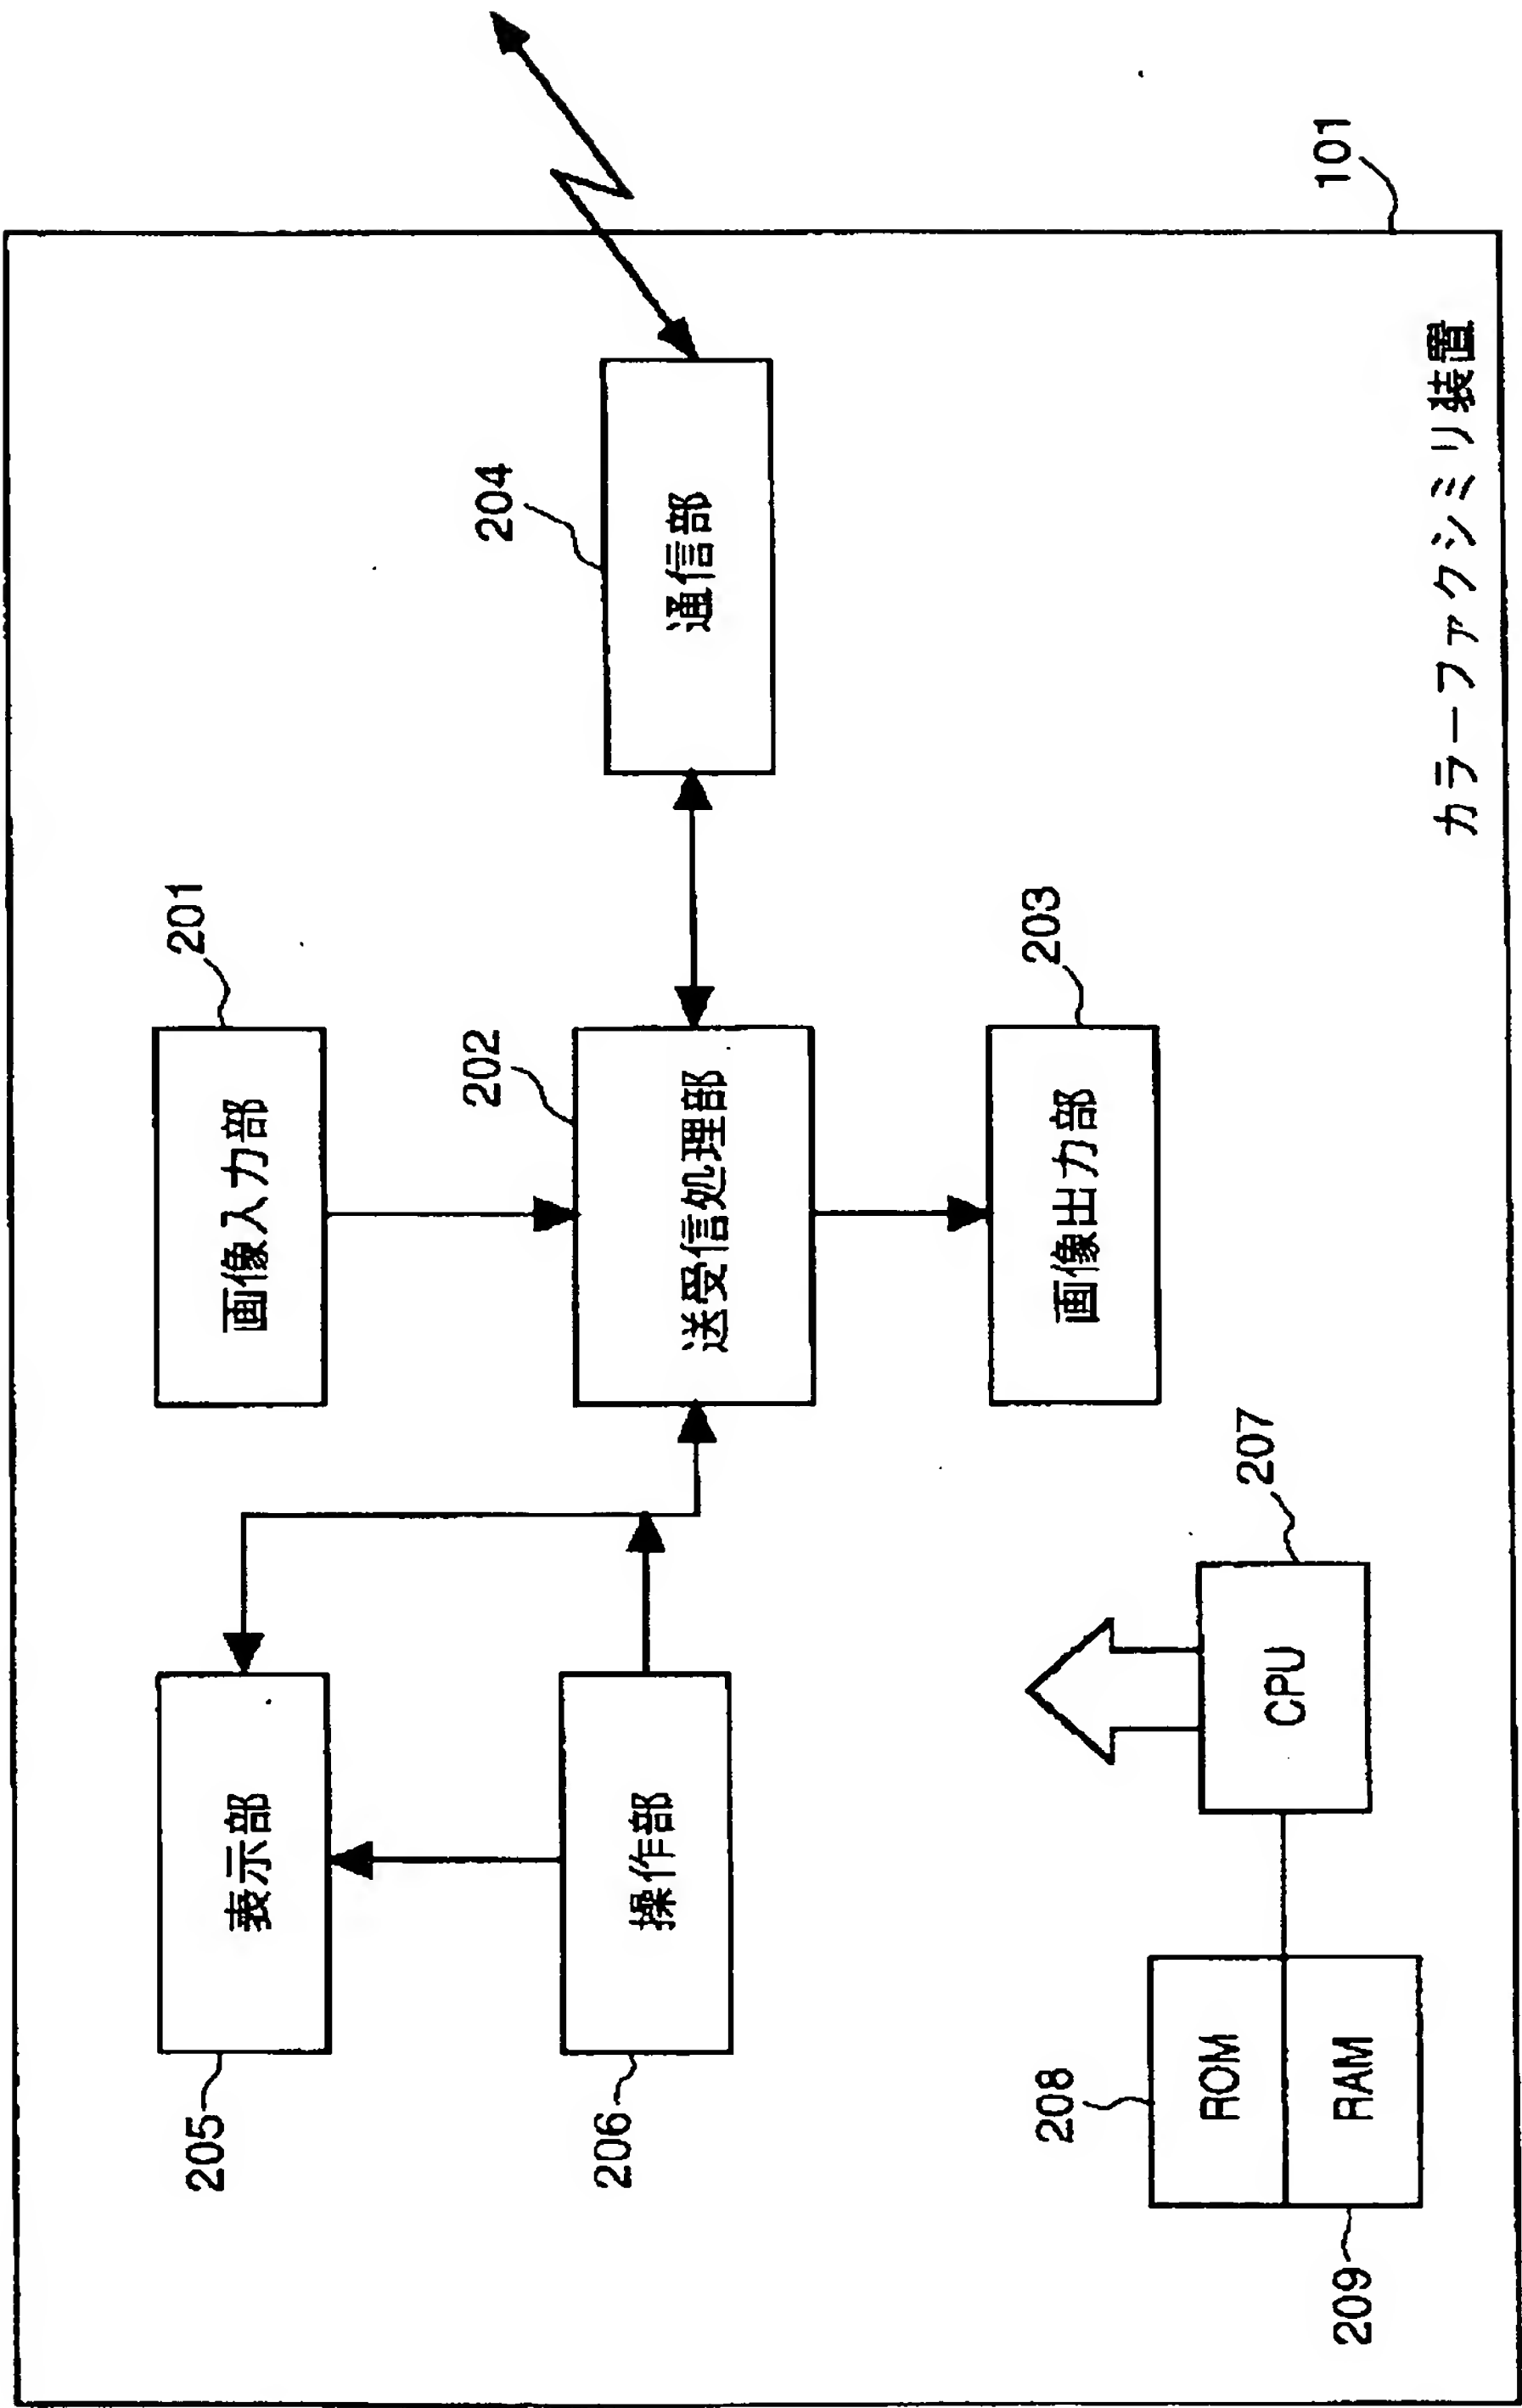 205
表示部
206
操作部
201
画像入力部
202
送受信処理部
203
画像出力部
204
通信部
207
CPU
208
ROM
RAM
209
カラーファクシミリ装置
101